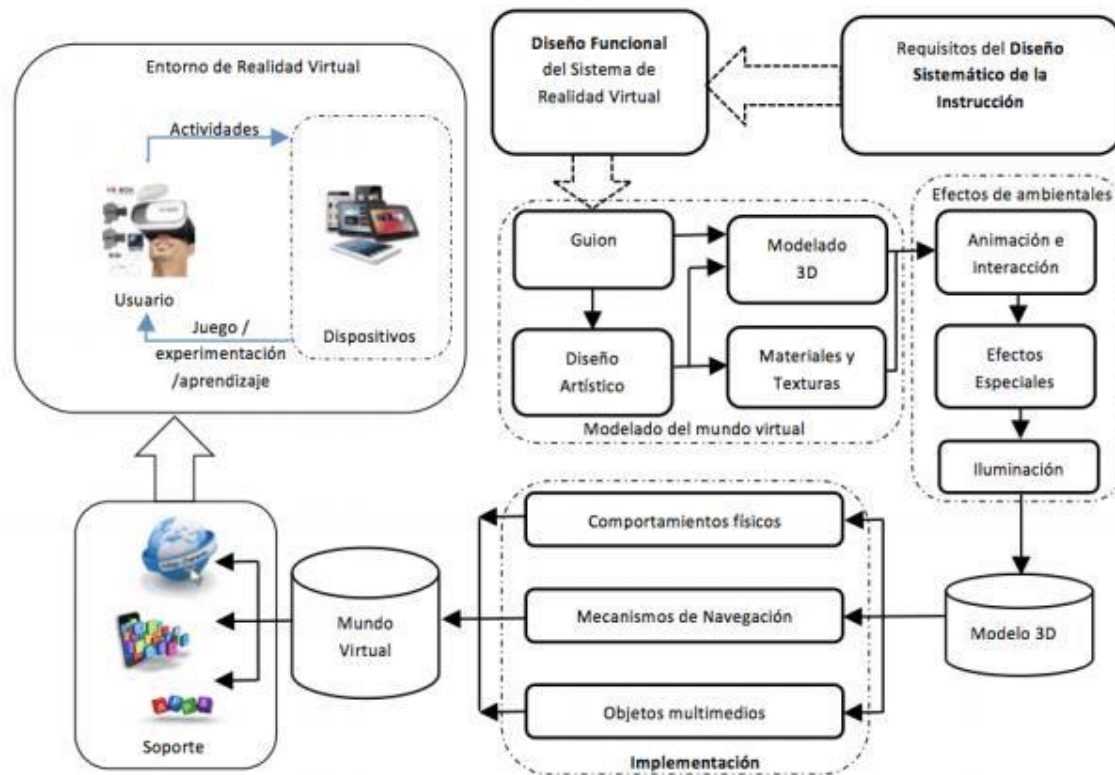 Entorno de Realidad Virtual
Actividades
Usuario
Juego /
experimentación
/aprendizaje
Dispositivos
Diseño Funcional
del Sistema de
Realidad Virtual
Requisitos del Diseño
Sistemático de la
Instrucción
Guion
Modelado
3D
Diseño
Artístico
Materiales y
Texturas
Modelado del mundo virtual
Efectos de ambientales
Animación e
interacción
Efectos
Especiales
Iluminación
Modelo 3D
Comportamientos físicos
Mecanismos de Navegación
Objetos multimedios
Implementación
Mundo
Virtual
Soporte